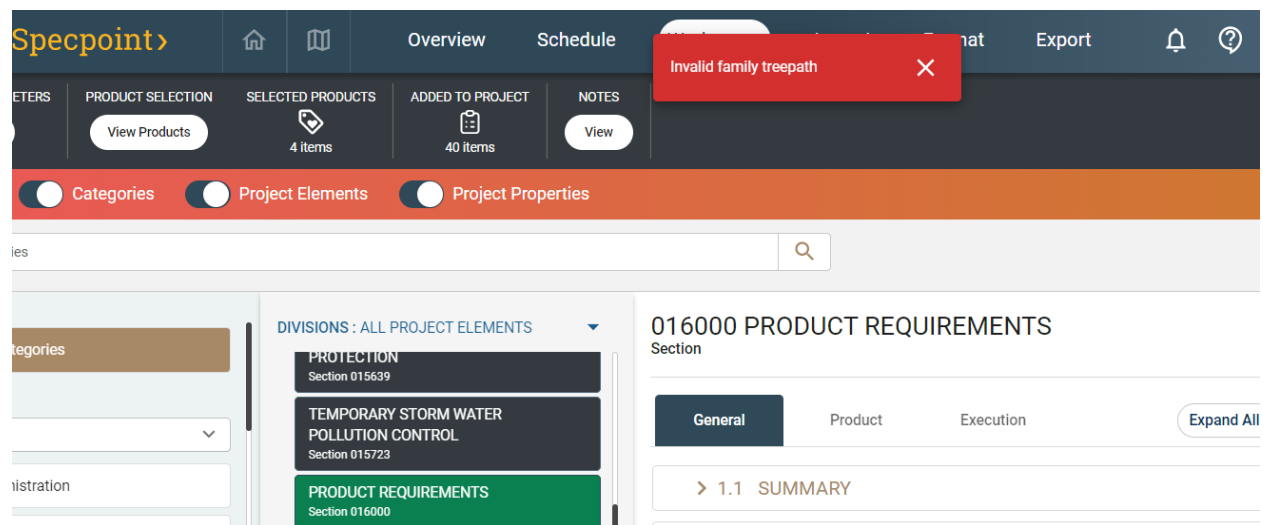 Specpoint›
Overview
Schedule
Export
Invalid family treepath
ETERS
PRODUCT SELECTION
View Products
SELECTED PRODUCTS
4 items
ADDED TO PROJECT
40 items
NOTES
View
Categories
Project Elements
Project Properties
ies
DIVISIONS : ALL PROJECT ELEMENTS
tegories
istration
PROTECTION
Section 015639
TEMPORARY STORM WATER
POLLUTION CONTROL
Section 015723
PRODUCT REQUIREMENTS
Section 016000
016000 PRODUCT REQUIREMENTS
Section
General
Product
Execution
Expand All
1.1 SUMMARY